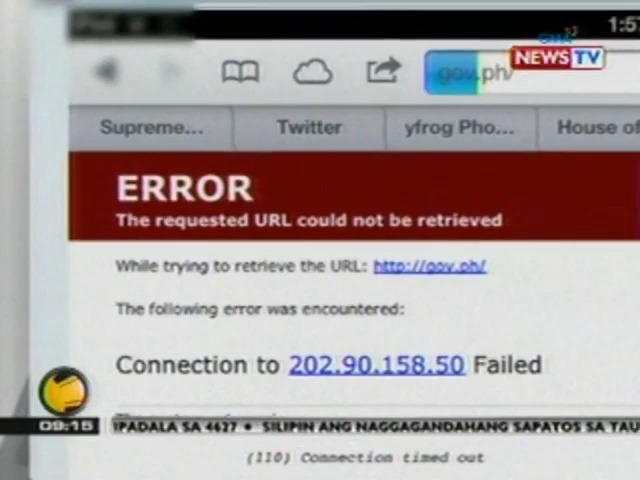 1:5
GMA
NEWS TV
gov.ph/
Supreme...
Twitter
yfrog Pho...
House of
ERROR
The requested URL could not be retrieved
While trying to retrieve the URL: http://gov.ph/
The following error was encountered:
Connection to 202.90.158.50 Failed
09:15
IPADALA SA 4627 • SILIPIN ANG NAGGAGANDAHANG SAPATOS SA TAU
(110) Connection timed out